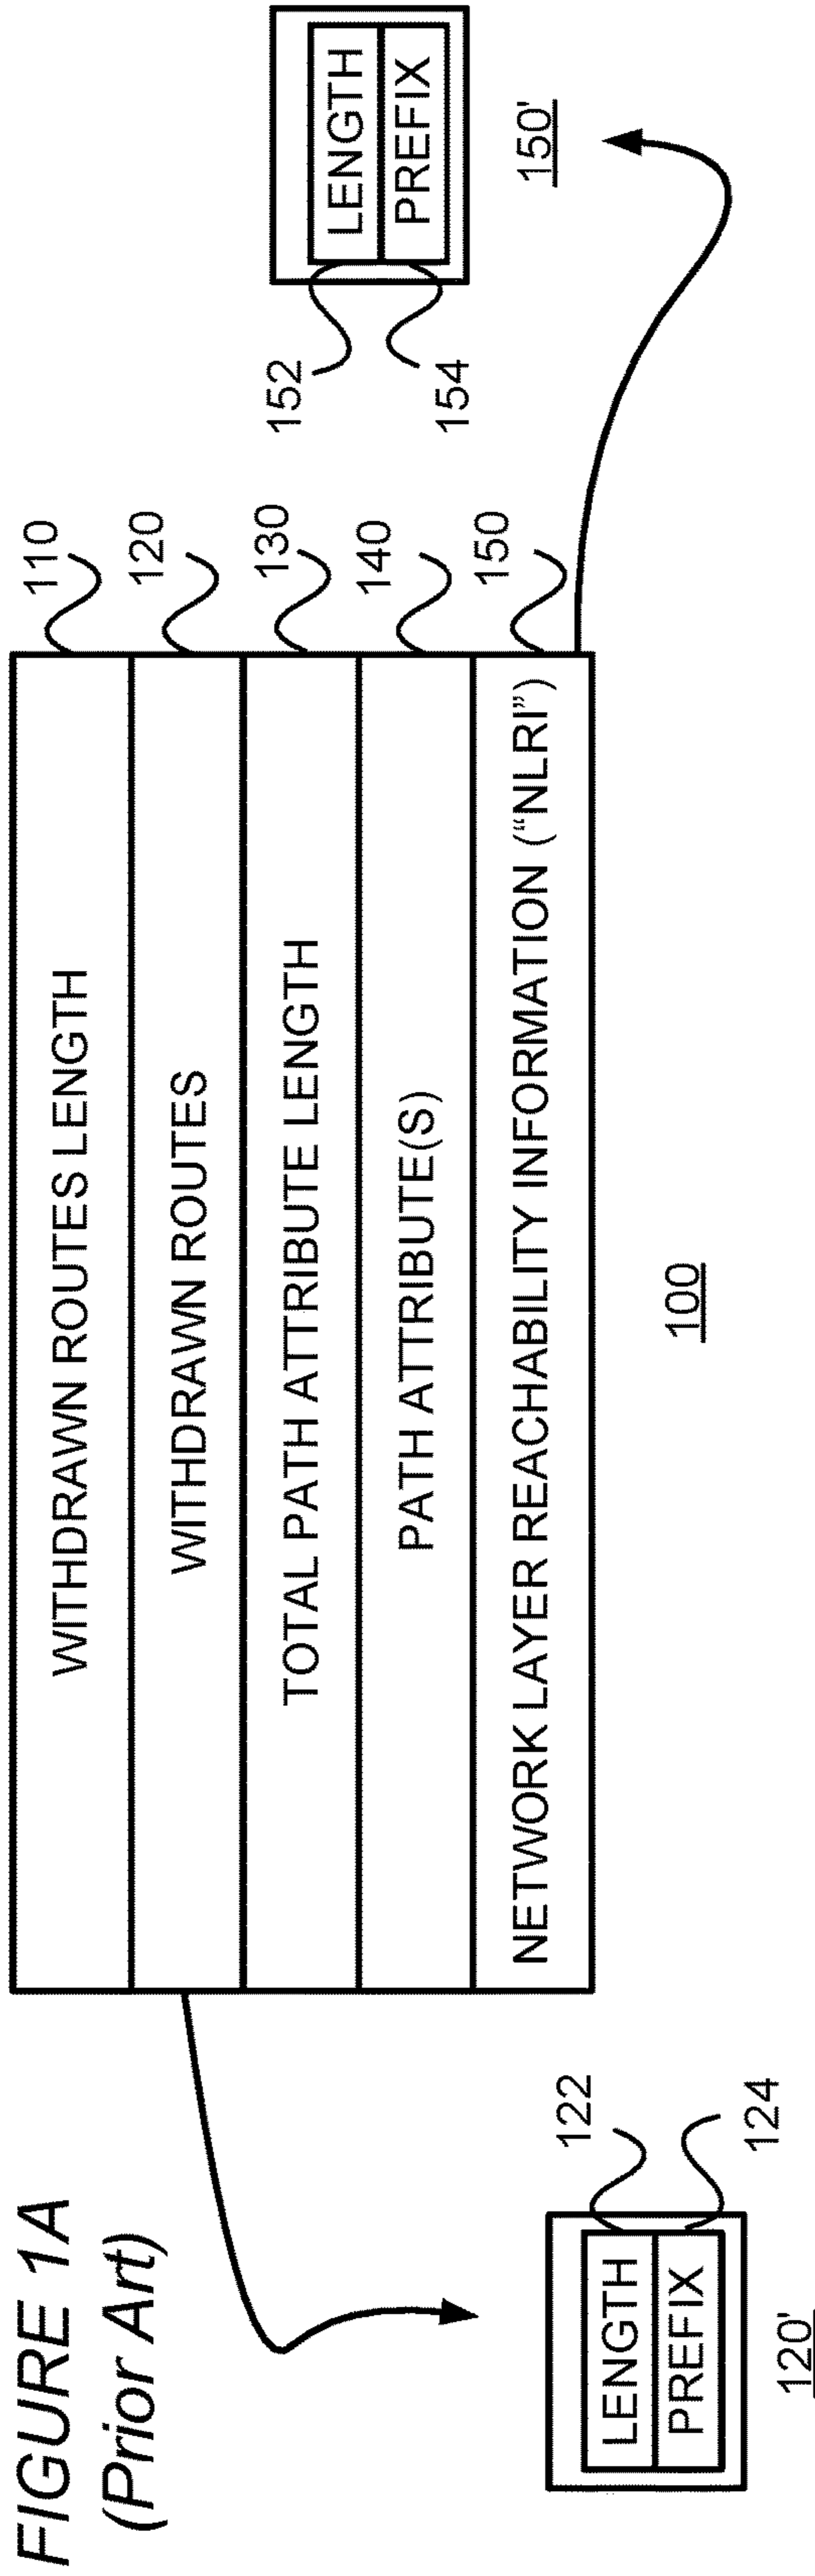 FIGURE 1A
(Prior Art)
WITHDRAWN ROUTES LENGTH
110
WITHDRAWN ROUTES
120
TOTAL PATH ATTRIBUTE LENGTH
130
PATH ATTRIBUTE(S)
140
NETWORK LAYER REACHABILITY INFORMATION (“NLRI”)
150
100
LENGTH
122
PREFIX
124
120'
LENGTH
152
PREFIX
154
150'